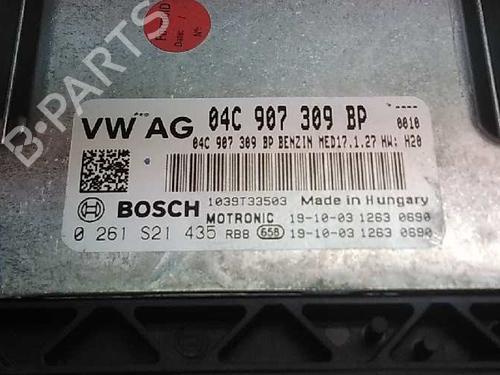 B-PARTS
VW AG 04C 907 309 BP ----
0010
04C 907 309 BP BENZIN MED17.1.27 HW: H20
1039T33503 Made in Hungary
BOSCH MOTRONIC 19-10-03 1263 0690
0 261 S21 435 RBB 658 19-10-03 1263 0690